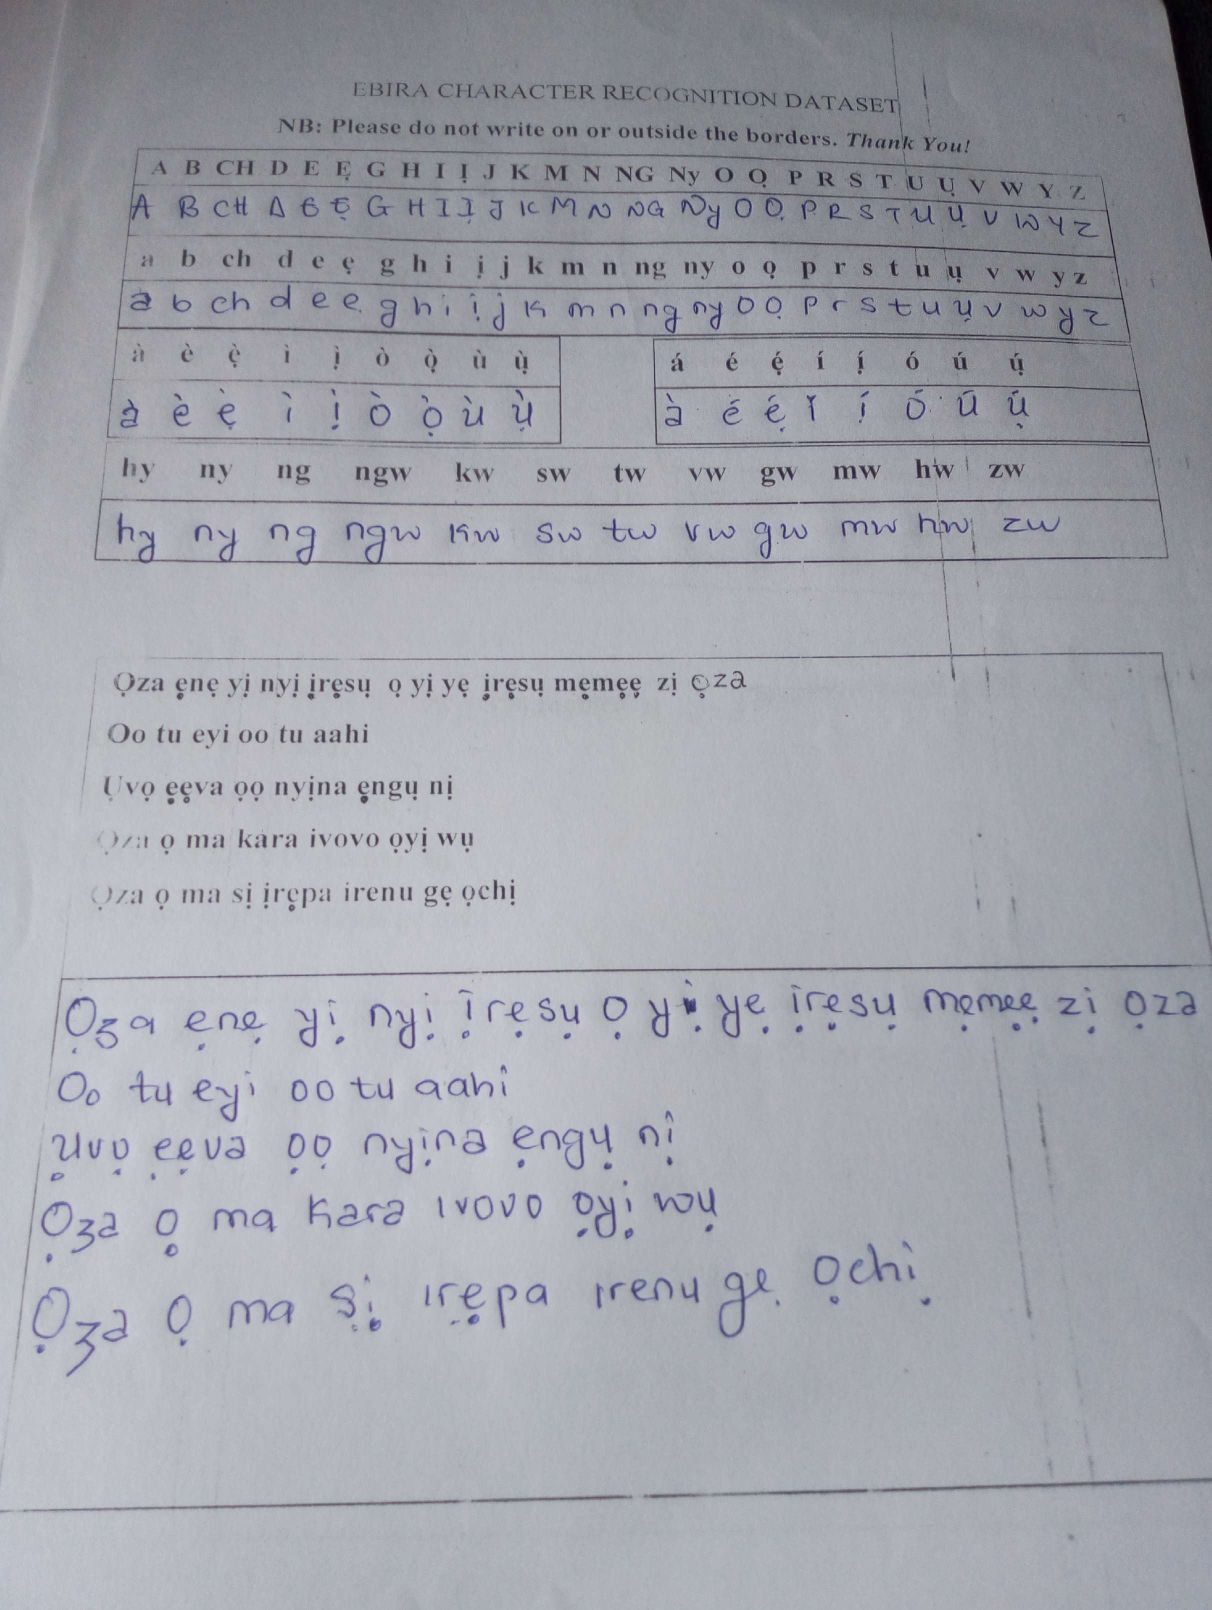 EBIRA CHARACTER RECOGNITION DATASET
NB: Please do not write on or outside the borders. Thank You!
A B CH D E Ẹ G H I Ị J K M N NG Ny O Ọ P R S T U Ụ V W Y Z
A B CH D E Ẹ G H I Ị J K M N NG Ny O Ọ P R S T U Ụ V W Y Z
a b ch d e ẹ g h i ị j k m n ng ny o ọ p r s t u ụ v w y z
a b ch d e ẹ g h i ị j k m n ng ny o ọ p r s t u ụ v w y z
à è ẹ̀ ì ị̀ ò ọ̀ ù ụ̀ á é ẹ́ í ị́ ó ú ụ́
à è ẹ̀ ì ị̀ ò ọ̀ ù ụ̀ à é ẹ́ í ị́ ó ú ụ́
hy ny ng ngw kw sw tw vw gw mw hw zw
hy ny ng ngw kw sw tw vw gw mw hw zw
Ọza ẹnẹ yị nyị ịrẹsụ ọ yị yẹ ịrẹsụ mẹmẹẹ zị ọza
Oo tu eyi oo tu aahi
Ụvọ ẹẹva ọọ nyịna ẹngụ nị
Ọza ọ ma kara ivovo ọyị wụ
Ọza ọ ma sị ịrẹpa irenu gẹ ọchị
Ọza ẹnẹ yị nyị ịrẹsụ ọ yị yẹ ịrẹsụ mẹmẹẹ zị ọza
Oo tu eyi oo tu aahi
Ụvọ ẹẹva ọọ nyịna ẹngụ nị
Ọza ọ ma kara ivovo ọyị wụ
Ọza ọ ma sị irẹpa irenu gẹ ọchị